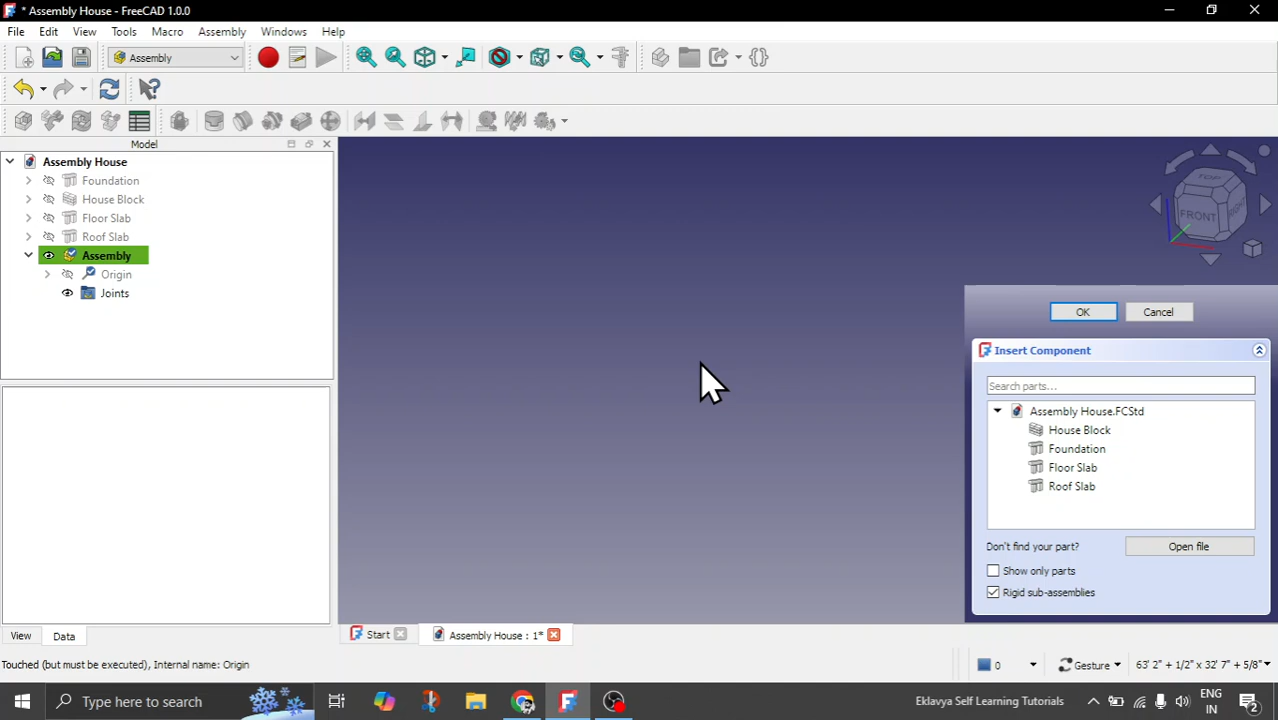 * Assembly House - FreeCAD 1.0.0
File Edit View Tools Macro Assembly Windows Help
Assembly
Model
Assembly House
Foundation
House Block
Floor Slab
Roof Slab
Assembly
Origin
Joints
FRONT
RIGHT
OK Cancel
Insert Component
Search parts...
Assembly House.FCStd
House Block
Foundation
Floor Slab
Roof Slab
Don't find your part? Open file
Show only parts
Rigid sub-assemblies
View Data
Start Assembly House : 1*
Touched (but must be executed), Internal name: Origin
0 Gesture 63' 2" + 1/2" x 32' 7" + 5/8"
Type here to search
Eklavya Self Learning Tutorials
ENG
IN
2